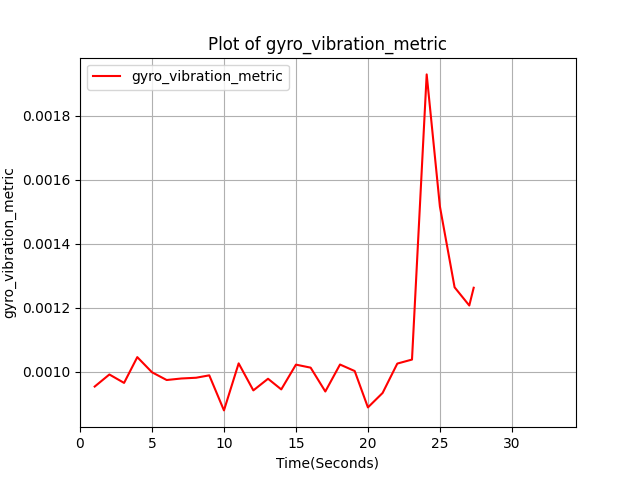 Plot of gyro_vibration_metric
gyro_vibration_metric
gyro_vibration_metric
0.0018
0.0016
0.0014
0.0012
0.0010
0 5 10 15 20 25 30
Time(Seconds)